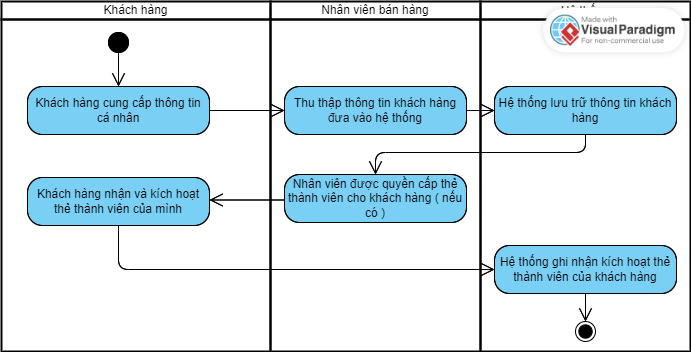 Khách hàng
Nhân viên bán hàng
Made with
VisualParadigm
For non-commercial use
Khách hàng cung cấp thông tin
cá nhân
Thu thập thông tin khách hàng
đưa vào hệ thống
Hệ thống lưu trữ thông tin khách
hàng
Khách hàng nhận và kích hoạt
thẻ thành viên của mình
Nhân viên được quyền cấp thẻ
thành viên cho khách hàng ( nếu
có )
Hệ thống ghi nhận kích hoạt thẻ
thành viên của khách hàng